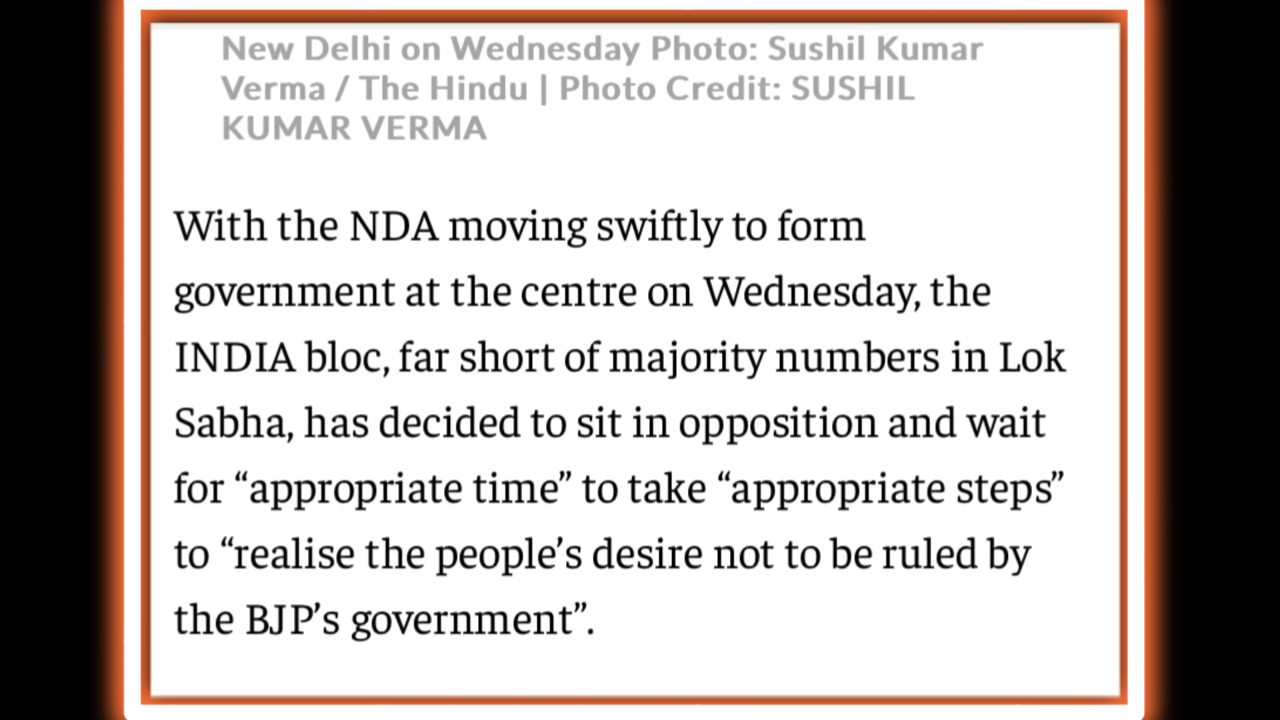 New Delhi on Wednesday Photo: Sushil Kumar
Verma / The Hindu | Photo Credit: SUSHIL
KUMAR VERMA
With the NDA moving swiftly to form
government at the centre on Wednesday, the
INDIA bloc, far short of majority numbers in Lok
Sabha, has decided to sit in opposition and wait
for “appropriate time” to take “appropriate steps”
to “realise the people’s desire not to be ruled by
the BJP’s government”.